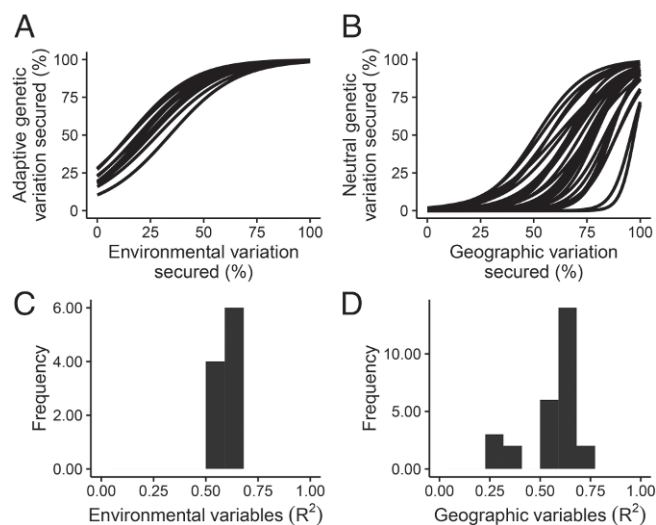 A
Adaptive genetic
variation secured (%)
100
75
50
25
0
0 25 50 75 100
Environmental variation
secured (%)
B
Neutral genetic
variation secured (%)
100
75
50
25
0
0 25 50 75 100
Geographic variation
secured (%)
C
Frequency
6.00
4.00
2.00
0.00
0.00 0.25 0.50 0.75 1.00
Environmental variables (R²)
D
Frequency
10.00
5.00
0.00
0.00 0.25 0.50 0.75 1.00
Geographic variables (R²)